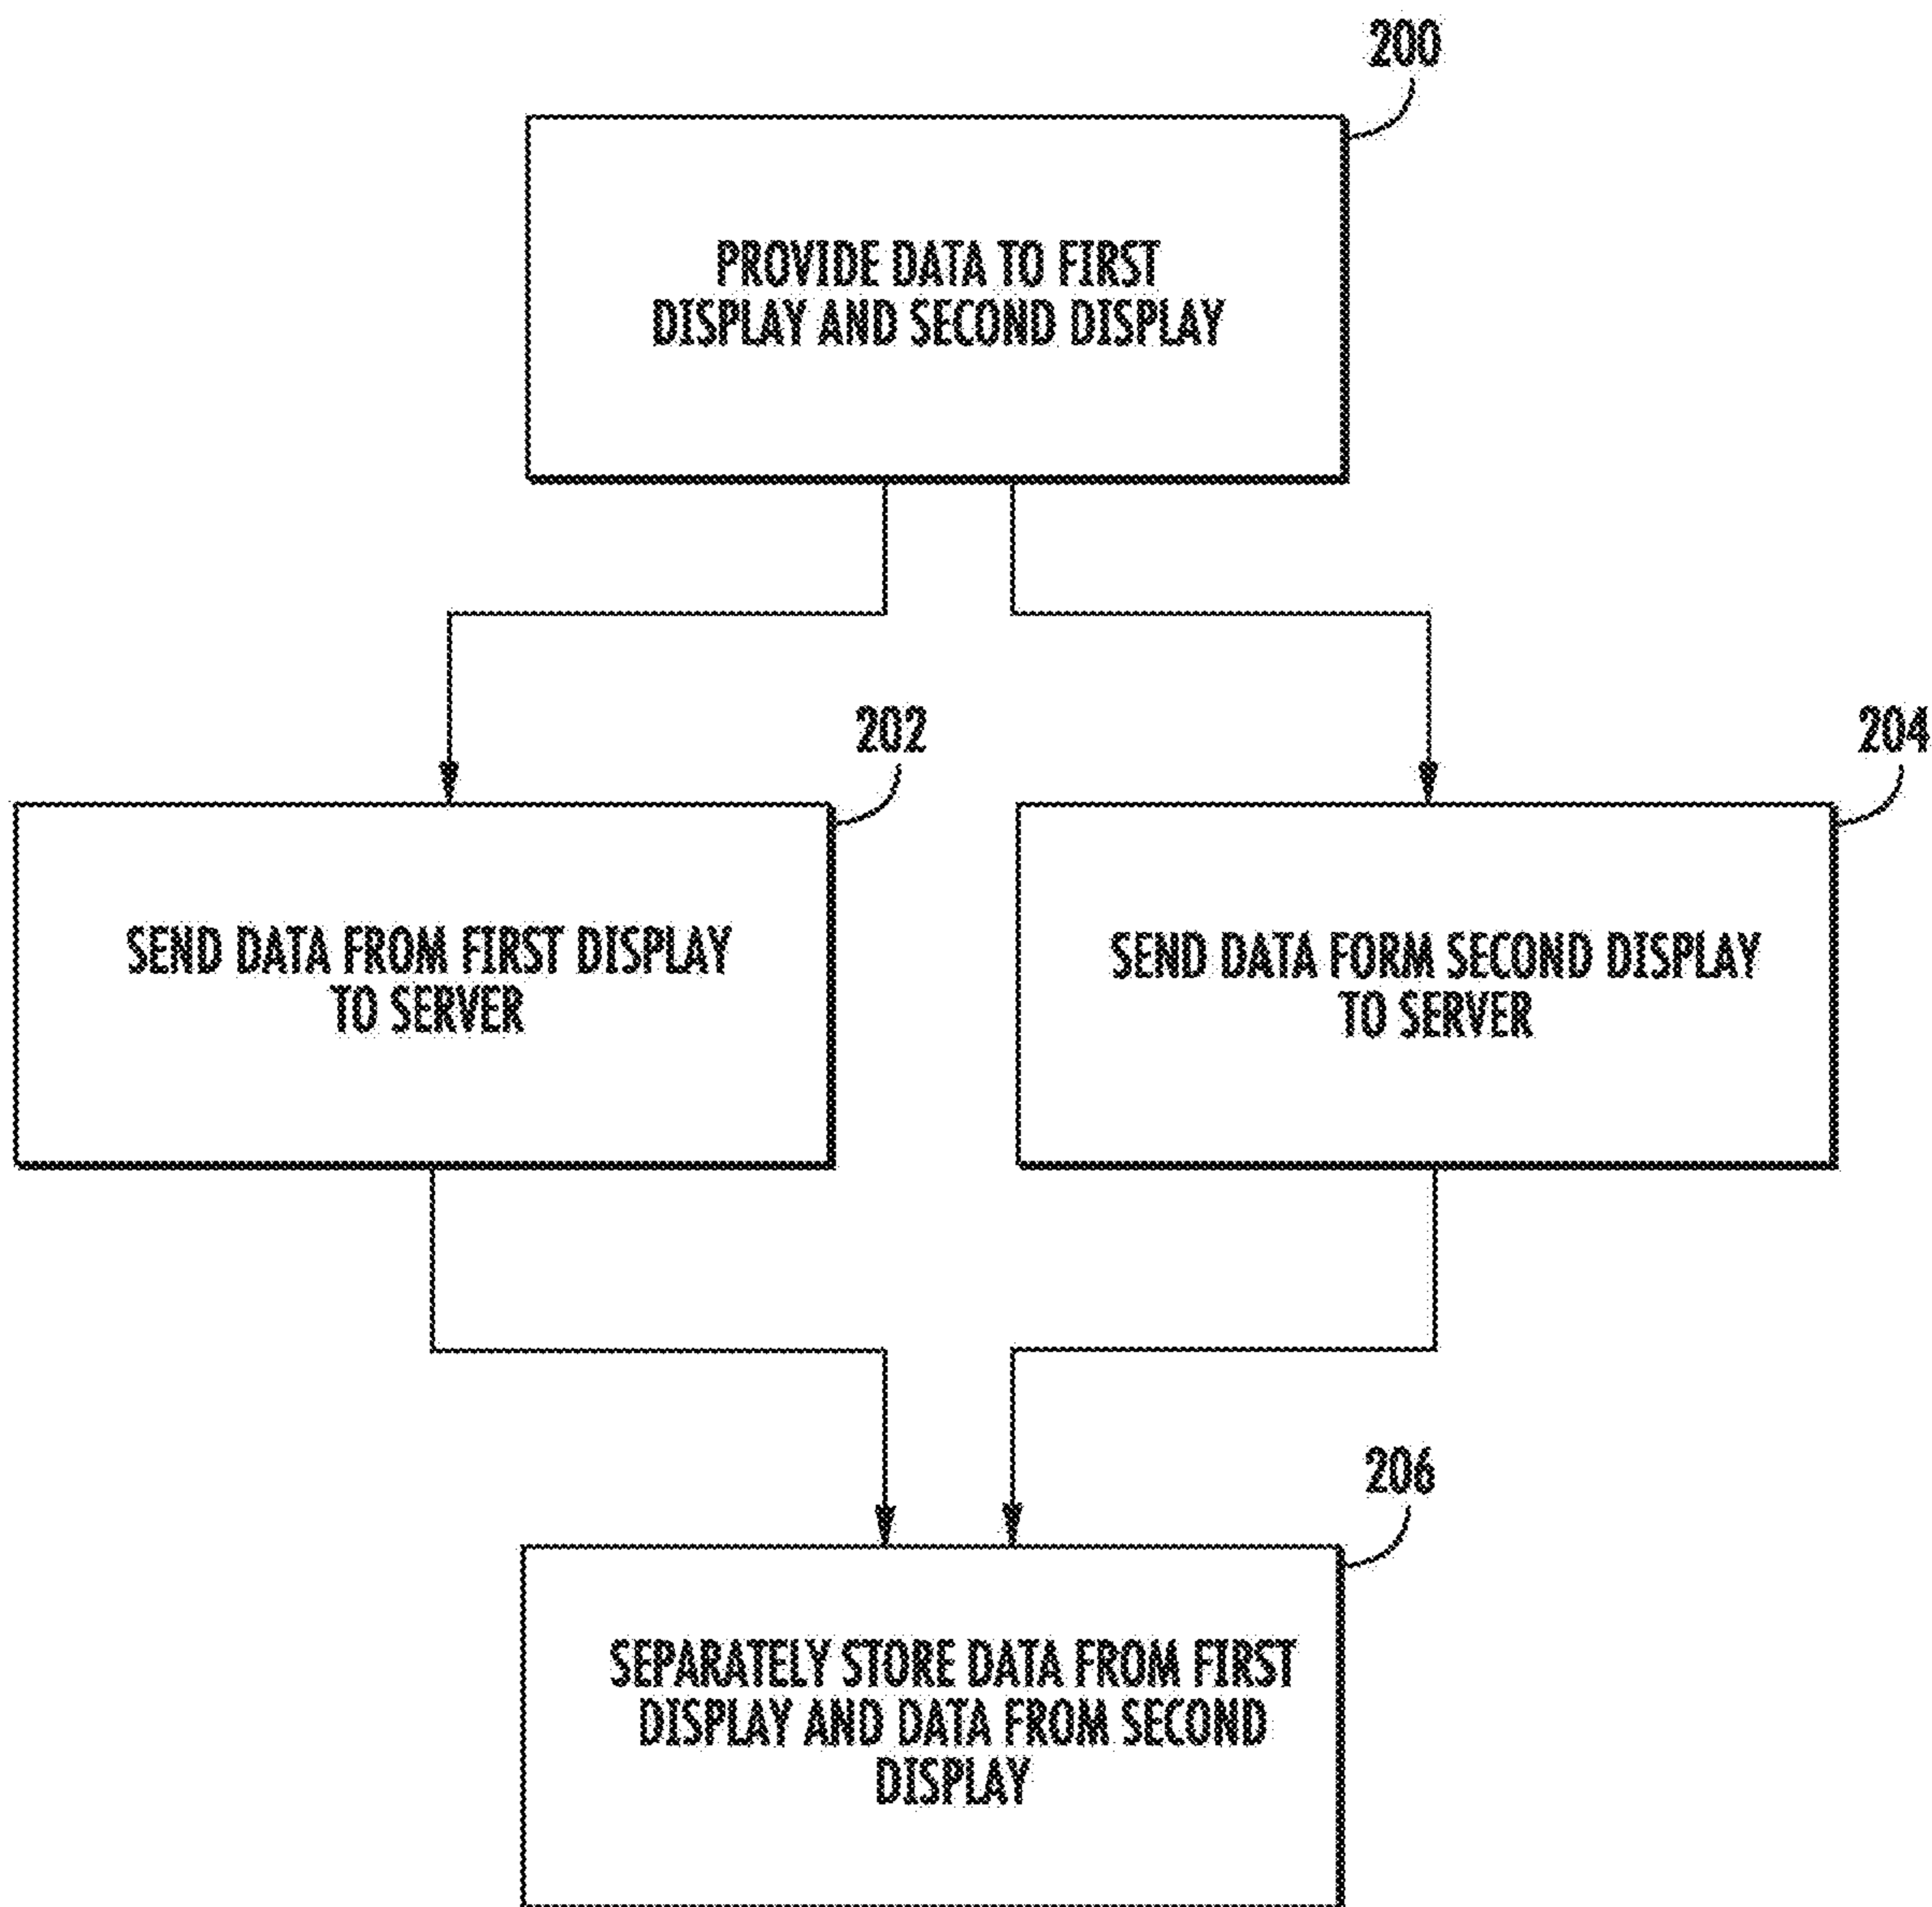 200
PROVIDE DATA TO FIRST
DISPLAY AND SECOND DISPLAY
202
204
SEND DATA FROM FIRST DISPLAY
TO SERVER
SEND DATA FORM SECOND DISPLAY
TO SERVER
206
SEPARATELY STORE DATA FROM FIRST
DISPLAY AND DATA FROM SECOND
DISPLAY